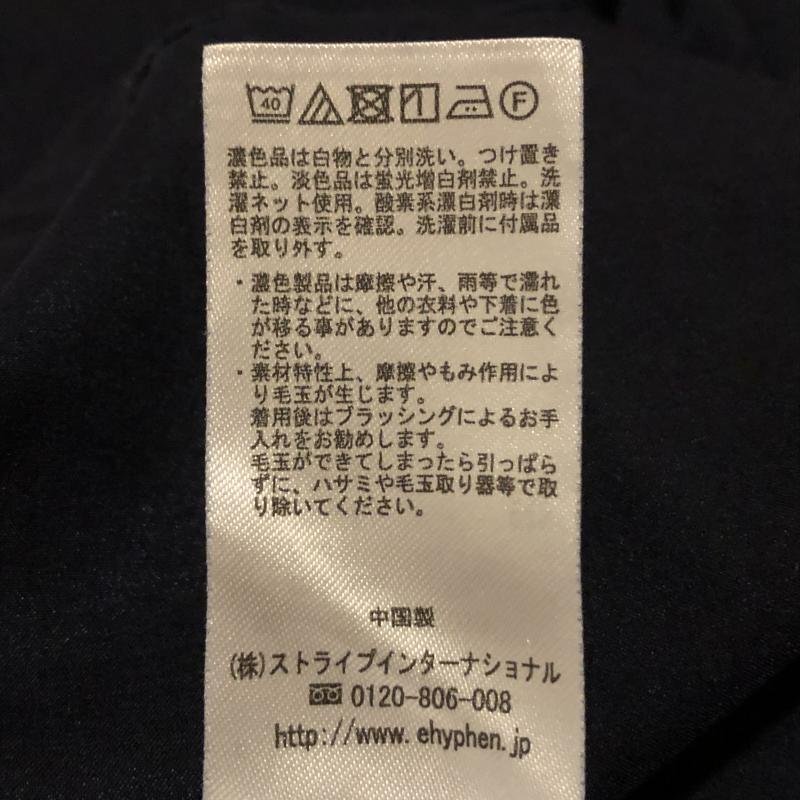 40 F
濃色品は白物と分別洗い。つけ置き
禁止。淡色品は蛍光増白剤禁止。洗
濯ネット使用。酸素系漂白剤時は漂
白剤の表示を確認。洗濯前に付属品
を取り外す。
・濃色製品は摩擦や汗、雨等で濡れ
た時などに、他の衣料や下着に色
が移る事がありますのでご注意く
ださい。
・素材特性上、摩擦やもみ作用によ
り毛玉が生じます。
着用後はブラッシングによるお手
入れをお勧めします。
毛玉ができてしまったら引っぱら
ずに、ハサミや毛玉取り器等で取
り除いてください。
中国製
(株)ストライプインターナショナル
0120-806-008
http://www.ehyphen.jp